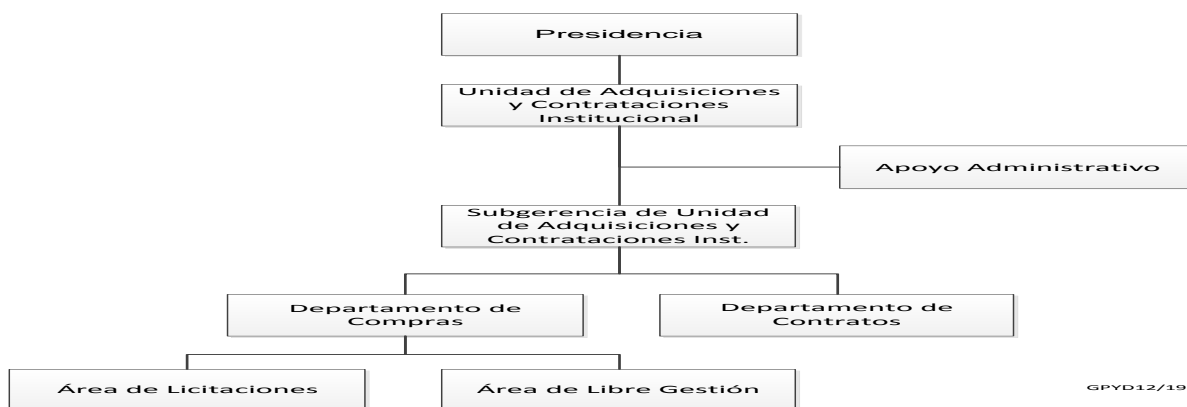 Presidencia
Unidad de Adquisiciones
y Contrataciones
Institucional
Apoyo Administrativo
Subgerencia de Unidad
de Adquisiciones y
Contrataciones Inst.
Departamento de
Compras
Departamento de
Contratos
Área de Licitaciones
Área de Libre Gestión
GPYD12/19